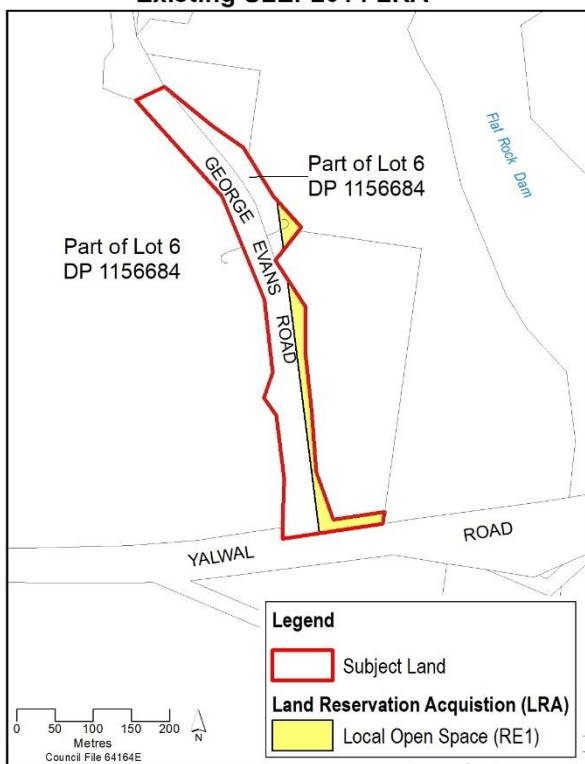 Existing SLEP 2014 LRA
Flat Rock Dam
Part of Lot 6
DP 1156684
GEORGE EVANS ROAD
Part of Lot 6
DP 1156684
YALWAL ROAD
Legend
Subject Land
Land Reservation Acquistion (LRA)
Local Open Space (RE1)
0 50 100 150 200
Metres
N
Council File 64164E